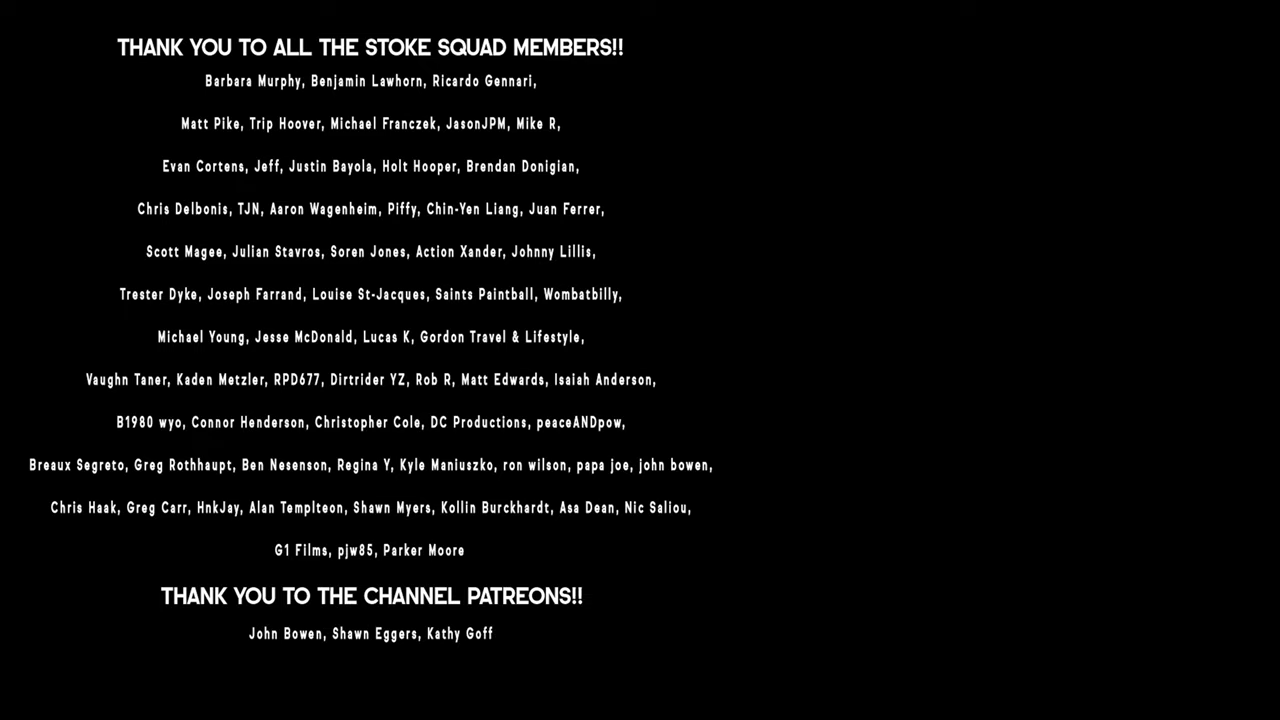 THANK YOU TO ALL THE STOKE SQUAD MEMBERS!!
Barbara Murphy, Benjamin Lawhorn, Ricardo Gennari,
Matt Pike, Trip Hoover, Michael Franczek, JasonJPM, Mike R,
Evan Cortens, Jeff, Justin Bayola, Holt Hooper, Brendan Donigian,
Chris Delbonis, TJN, Aaron Wagenheim, Piffy, Chin-Yen Liang, Juan Ferrer,
Scott Magee, Julian Stavros, Soren Jones, Action Xander, Johnny Lillis,
Trester Dyke, Joseph Farrand, Louise St-Jacques, Saints Paintball, Wombatbilly,
Michael Young, Jesse McDonald, Lucas K, Gordon Travel & Lifestyle,
Vaughn Taner, Kaden Metzler, RPD677, Dirtrider YZ, Rob R, Matt Edwards, Isaiah Anderson,
B1980 wyo, Connor Henderson, Christopher Cole, DC Productions, peaceANDpow,
Breaux Segreto, Greg Rothhaupt, Ben Nesenson, Regina Y, Kyle Maniuszko, ron wilson, papa joe, john bowen,
Chris Haak, Greg Carr, HnkJay, Alan Templteon, Shawn Myers, Kollin Burckhardt, Asa Dean, Nic Saliou,
G1 Films, pjw85, Parker Moore
THANK YOU TO THE CHANNEL PATREONS!!
John Bowen, Shawn Eggers, Kathy Goff